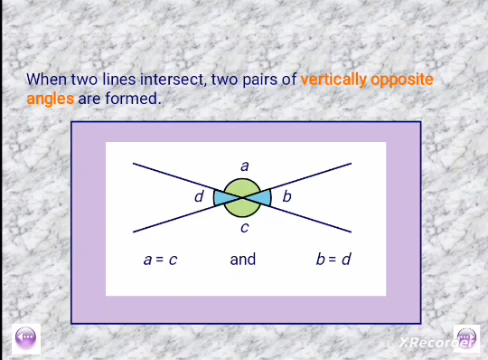 When two lines intersect, two pairs of vertically opposite
angles are formed.
a
d b
c
a = c and b = d
XRecorder